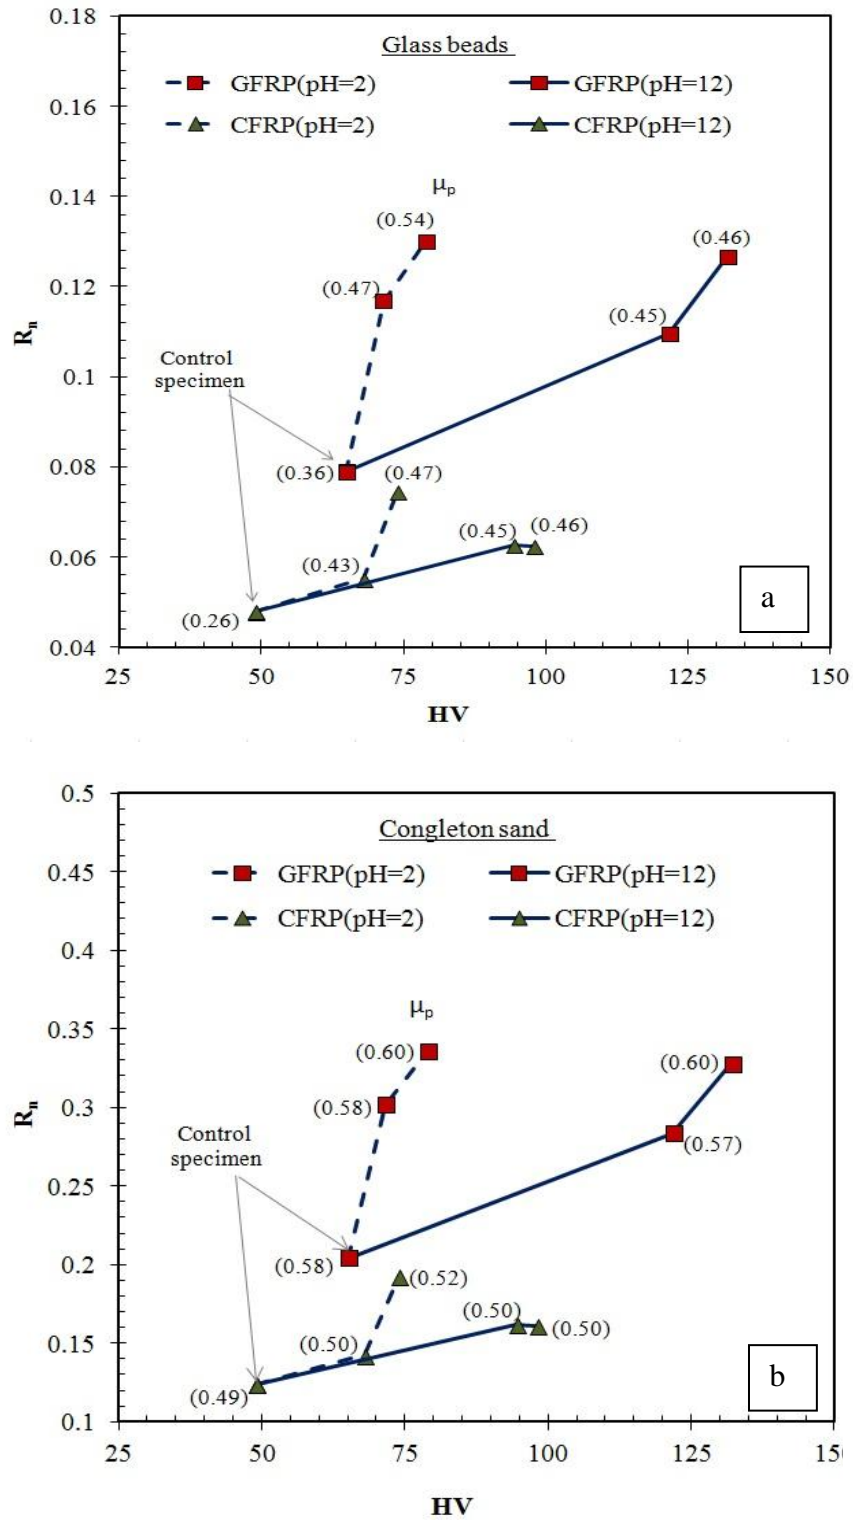 0.18
Glass beads
GFRP(pH=2) GFRP(pH=12)
CFRP(pH=2) CFRP(pH=12)
0.16
μp
0.14
(0.54)
(0.46)
0.12
(0.47)
(0.45)
Rn
Control
specimen
0.1
0.08
(0.36)
(0.47)
(0.45)
(0.46)
0.06
(0.43)
(0.26)
a
0.04
25 50 75 100 125 150
HV
0.5
Congleton sand
0.45
GFRP(pH=2) GFRP(pH=12)
CFRP(pH=2) CFRP(pH=12)
0.4
μp
0.35
(0.60)
(0.60)
0.3
(0.58)
(0.57)
Rn
Control
specimen
0.25
0.2
(0.58)
(0.52)
(0.50)
(0.50)
0.15
(0.50)
(0.49)
b
0.1
25 50 75 100 125 15
HV